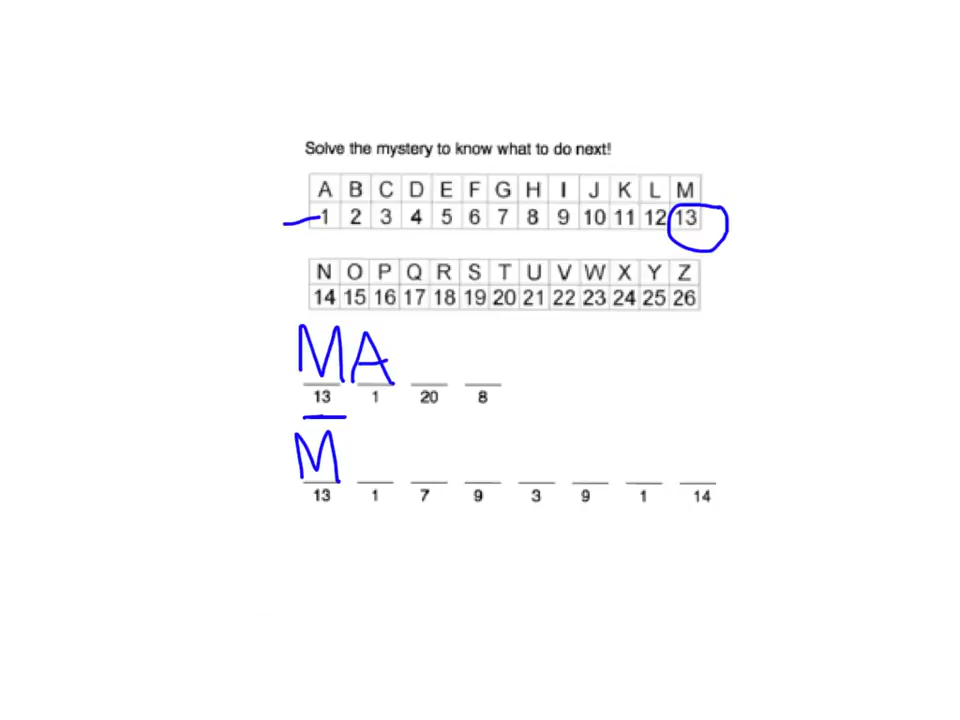 Solve the mystery to know what to do next!
A B C D E F G H I J K L M
1 2 3 4 5 6 7 8 9 10 11 12 13
N O P Q R S T U V W X Y Z
14 15 16 17 18 19 20 21 22 23 24 25 26
M A
13 1 20 8
M
13 1 7 9 3 9 1 14